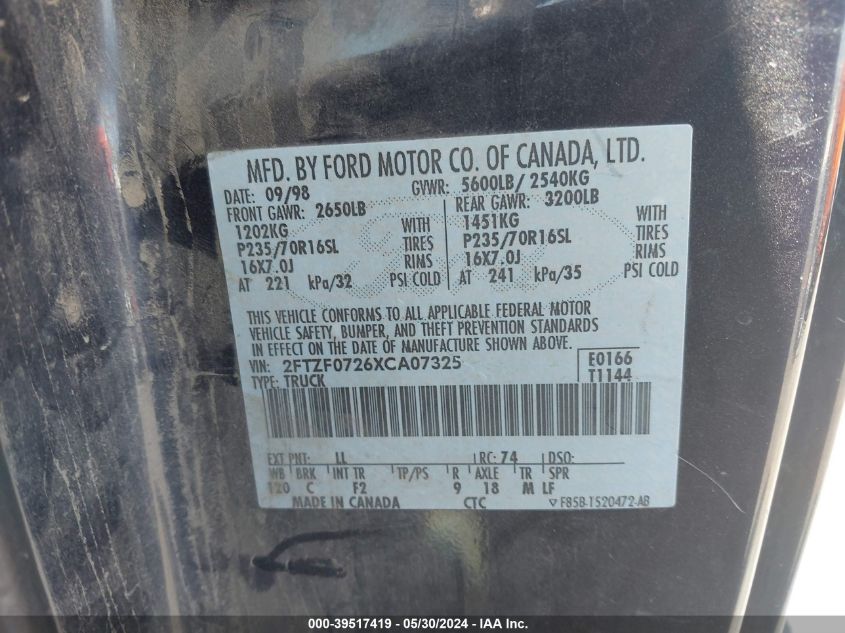 MFD. BY FORD MOTOR CO. OF CANADA, LTD.
DATE: 09/98 GVWR: 5600LB/ 2540KG
FRONT GAWR: 2650LB REAR GAWR: 3200LB
1202KG WITH 1451KG WITH
P235/70R16SL TIRES P235/70R16SL TIRES
16X7.0J RIMS 16X7.0J RIMS
AT 221 kPa/32 PSI COLD AT 241 kPa/35 PSI COLD
THIS VEHICLE CONFORMS TO ALL APPLICABLE FEDERAL MOTOR
VEHICLE SAFETY, BUMPER, AND THEFT PREVENTION STANDARDS
IN EFFECT ON THE DATE OF MANUFACTURE SHOWN ABOVE.
VIN: 2FTZF0726XCA07325 E0166
TYPE: TRUCK T1144
EXT PNT: LL RC: 74 DSO:
WB BRK INT TR TP/PS R AXLE TR SPR
120 C F2 9 18 M LF
MADE IN CANADA CTC F85B-1520472-AB
000-39517419 - 05/30/2024 - IAA Inc.